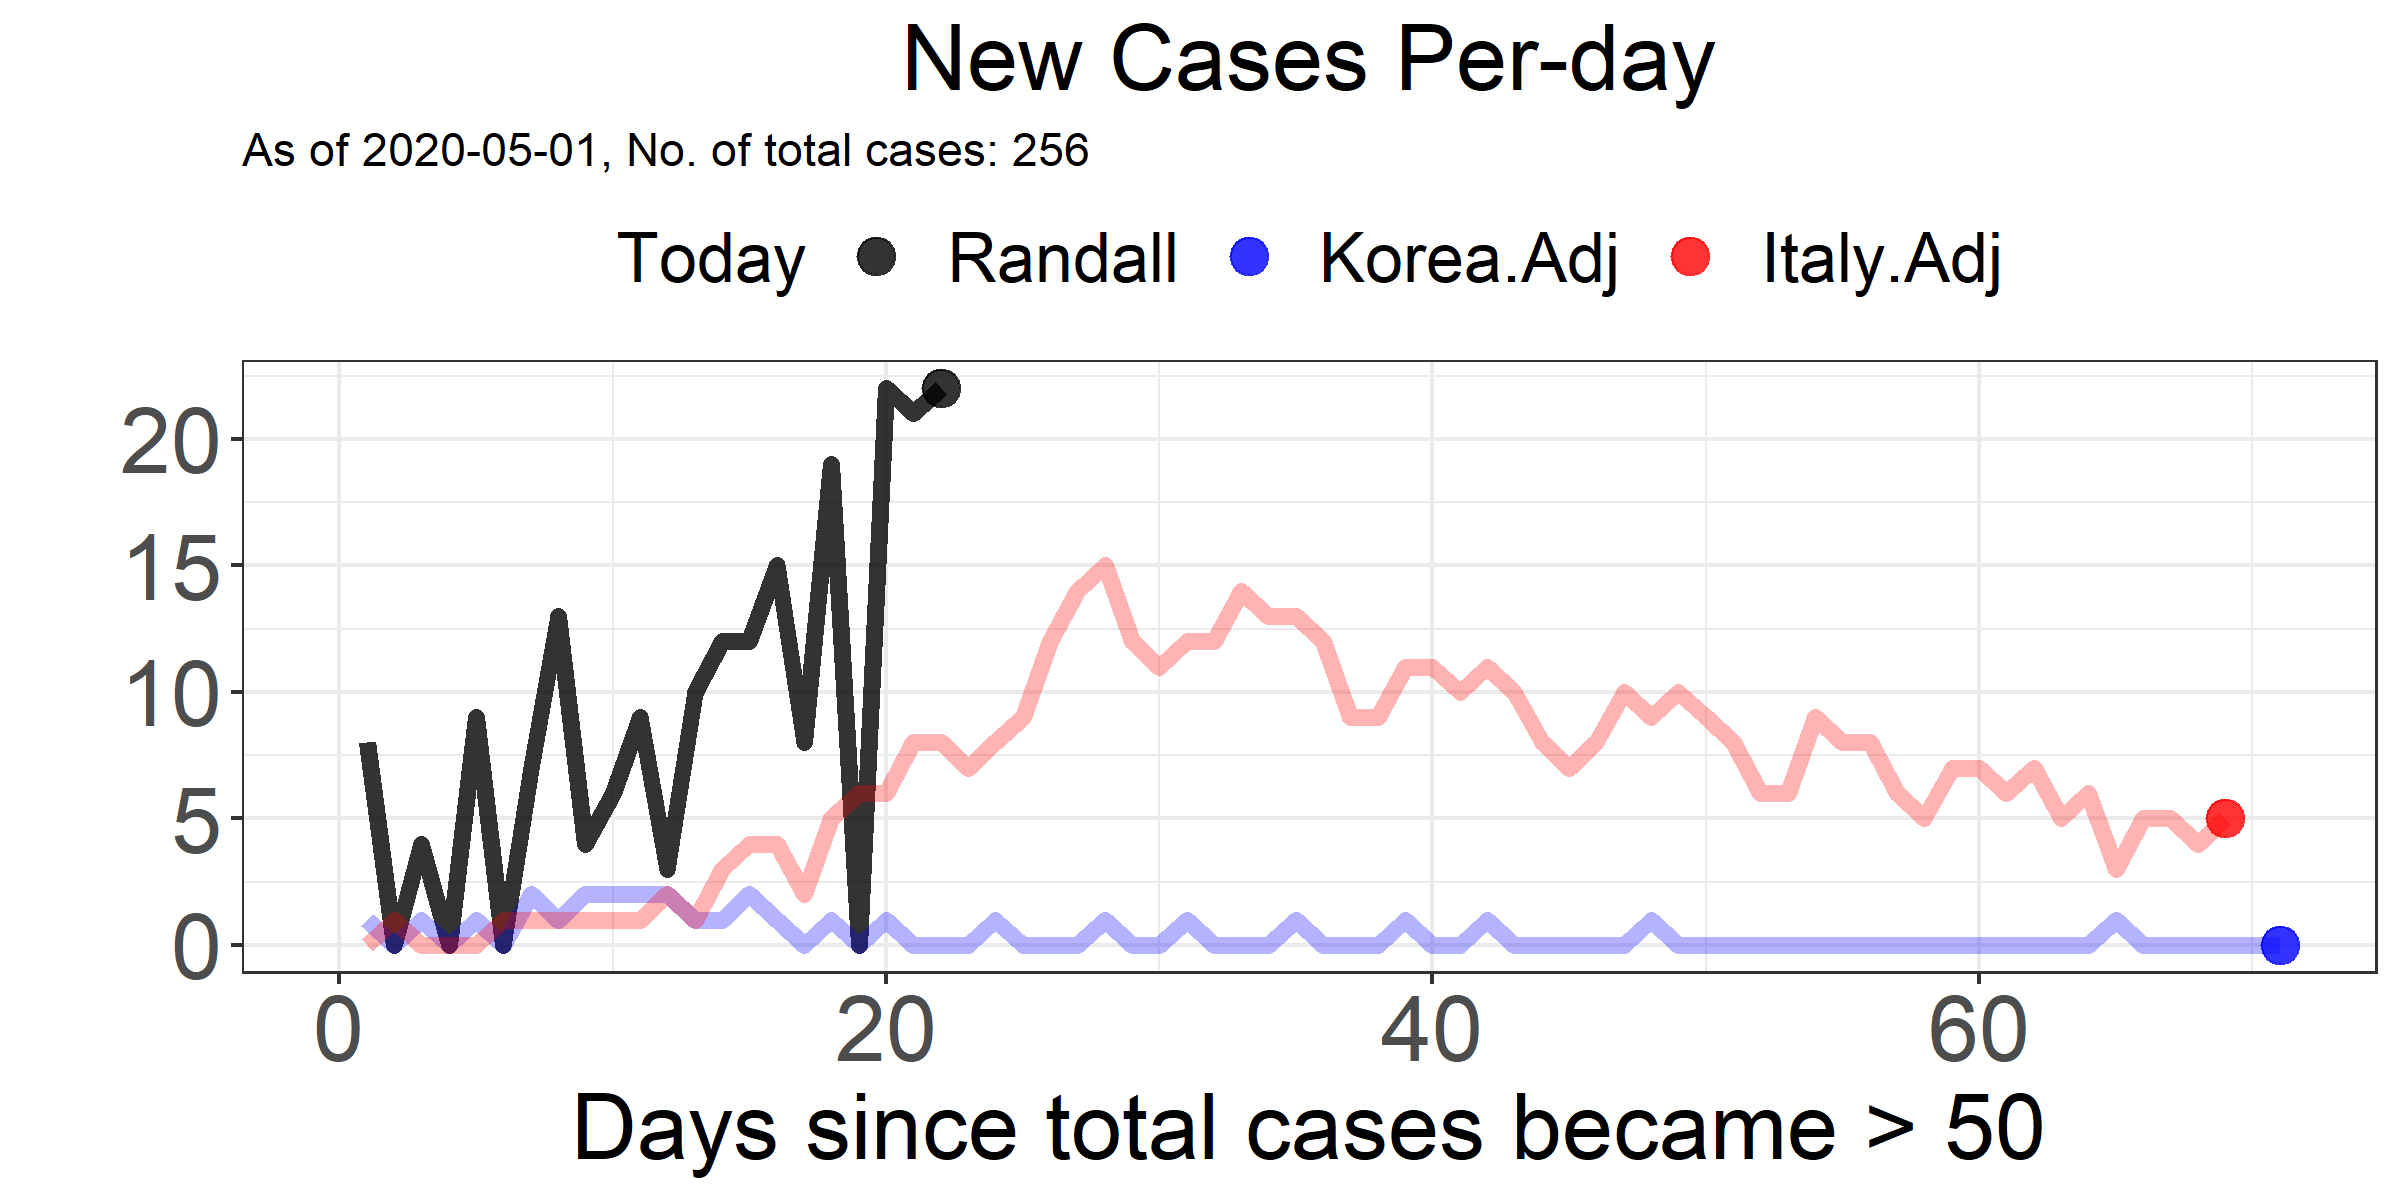 New Cases Per-day
As of 2020-05-01, No. of total cases: 256
Today Randall Korea.Adj Italy.Adj
20
15
10
5
0
0 20 40 60
Days since total cases became > 50